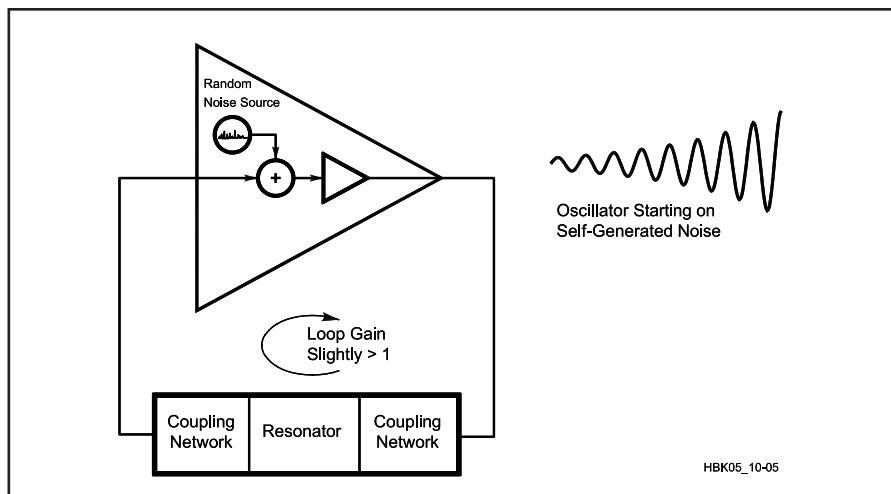 Random
Noise Source
+
Oscillator Starting on
Self-Generated Noise
Loop Gain
Slightly > 1
Coupling
Network
Resonator
Coupling
Network
HBK05_10-05